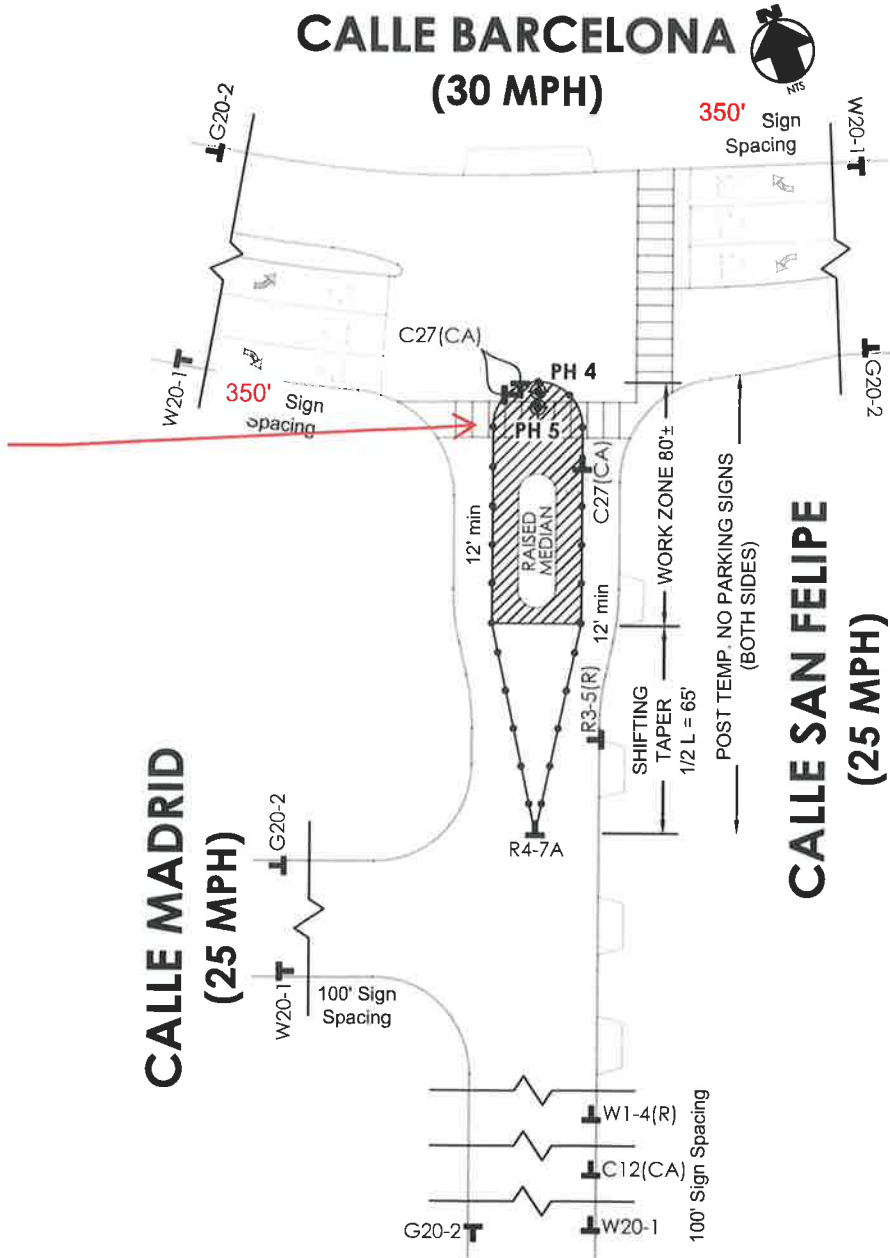 CALLE BARCELONA
(30 MPH)
N
NTS
G20-2
350'
Sign
Spacing
W20-1
C27(CA)
PH 4
W20-1
350'
Sign
Spacing
PH 5
G20-2
C27(CA)
WORK ZONE 80'±
12' min
RAISED
MEDIAN
12' min
POST TEMP. NO PARKING SIGNS
(BOTH SIDES)
CALLE SAN FELIPE
(25 MPH)
R3-5(R)
SHIFTING
TAPER
1/2 L = 65'
R4-7A
CALLE MADRID
(25 MPH)
G20-2
W20-1
100' Sign
Spacing
W1-4(R)
C12(CA)
100' Sign Spacing
G20-2
W20-1